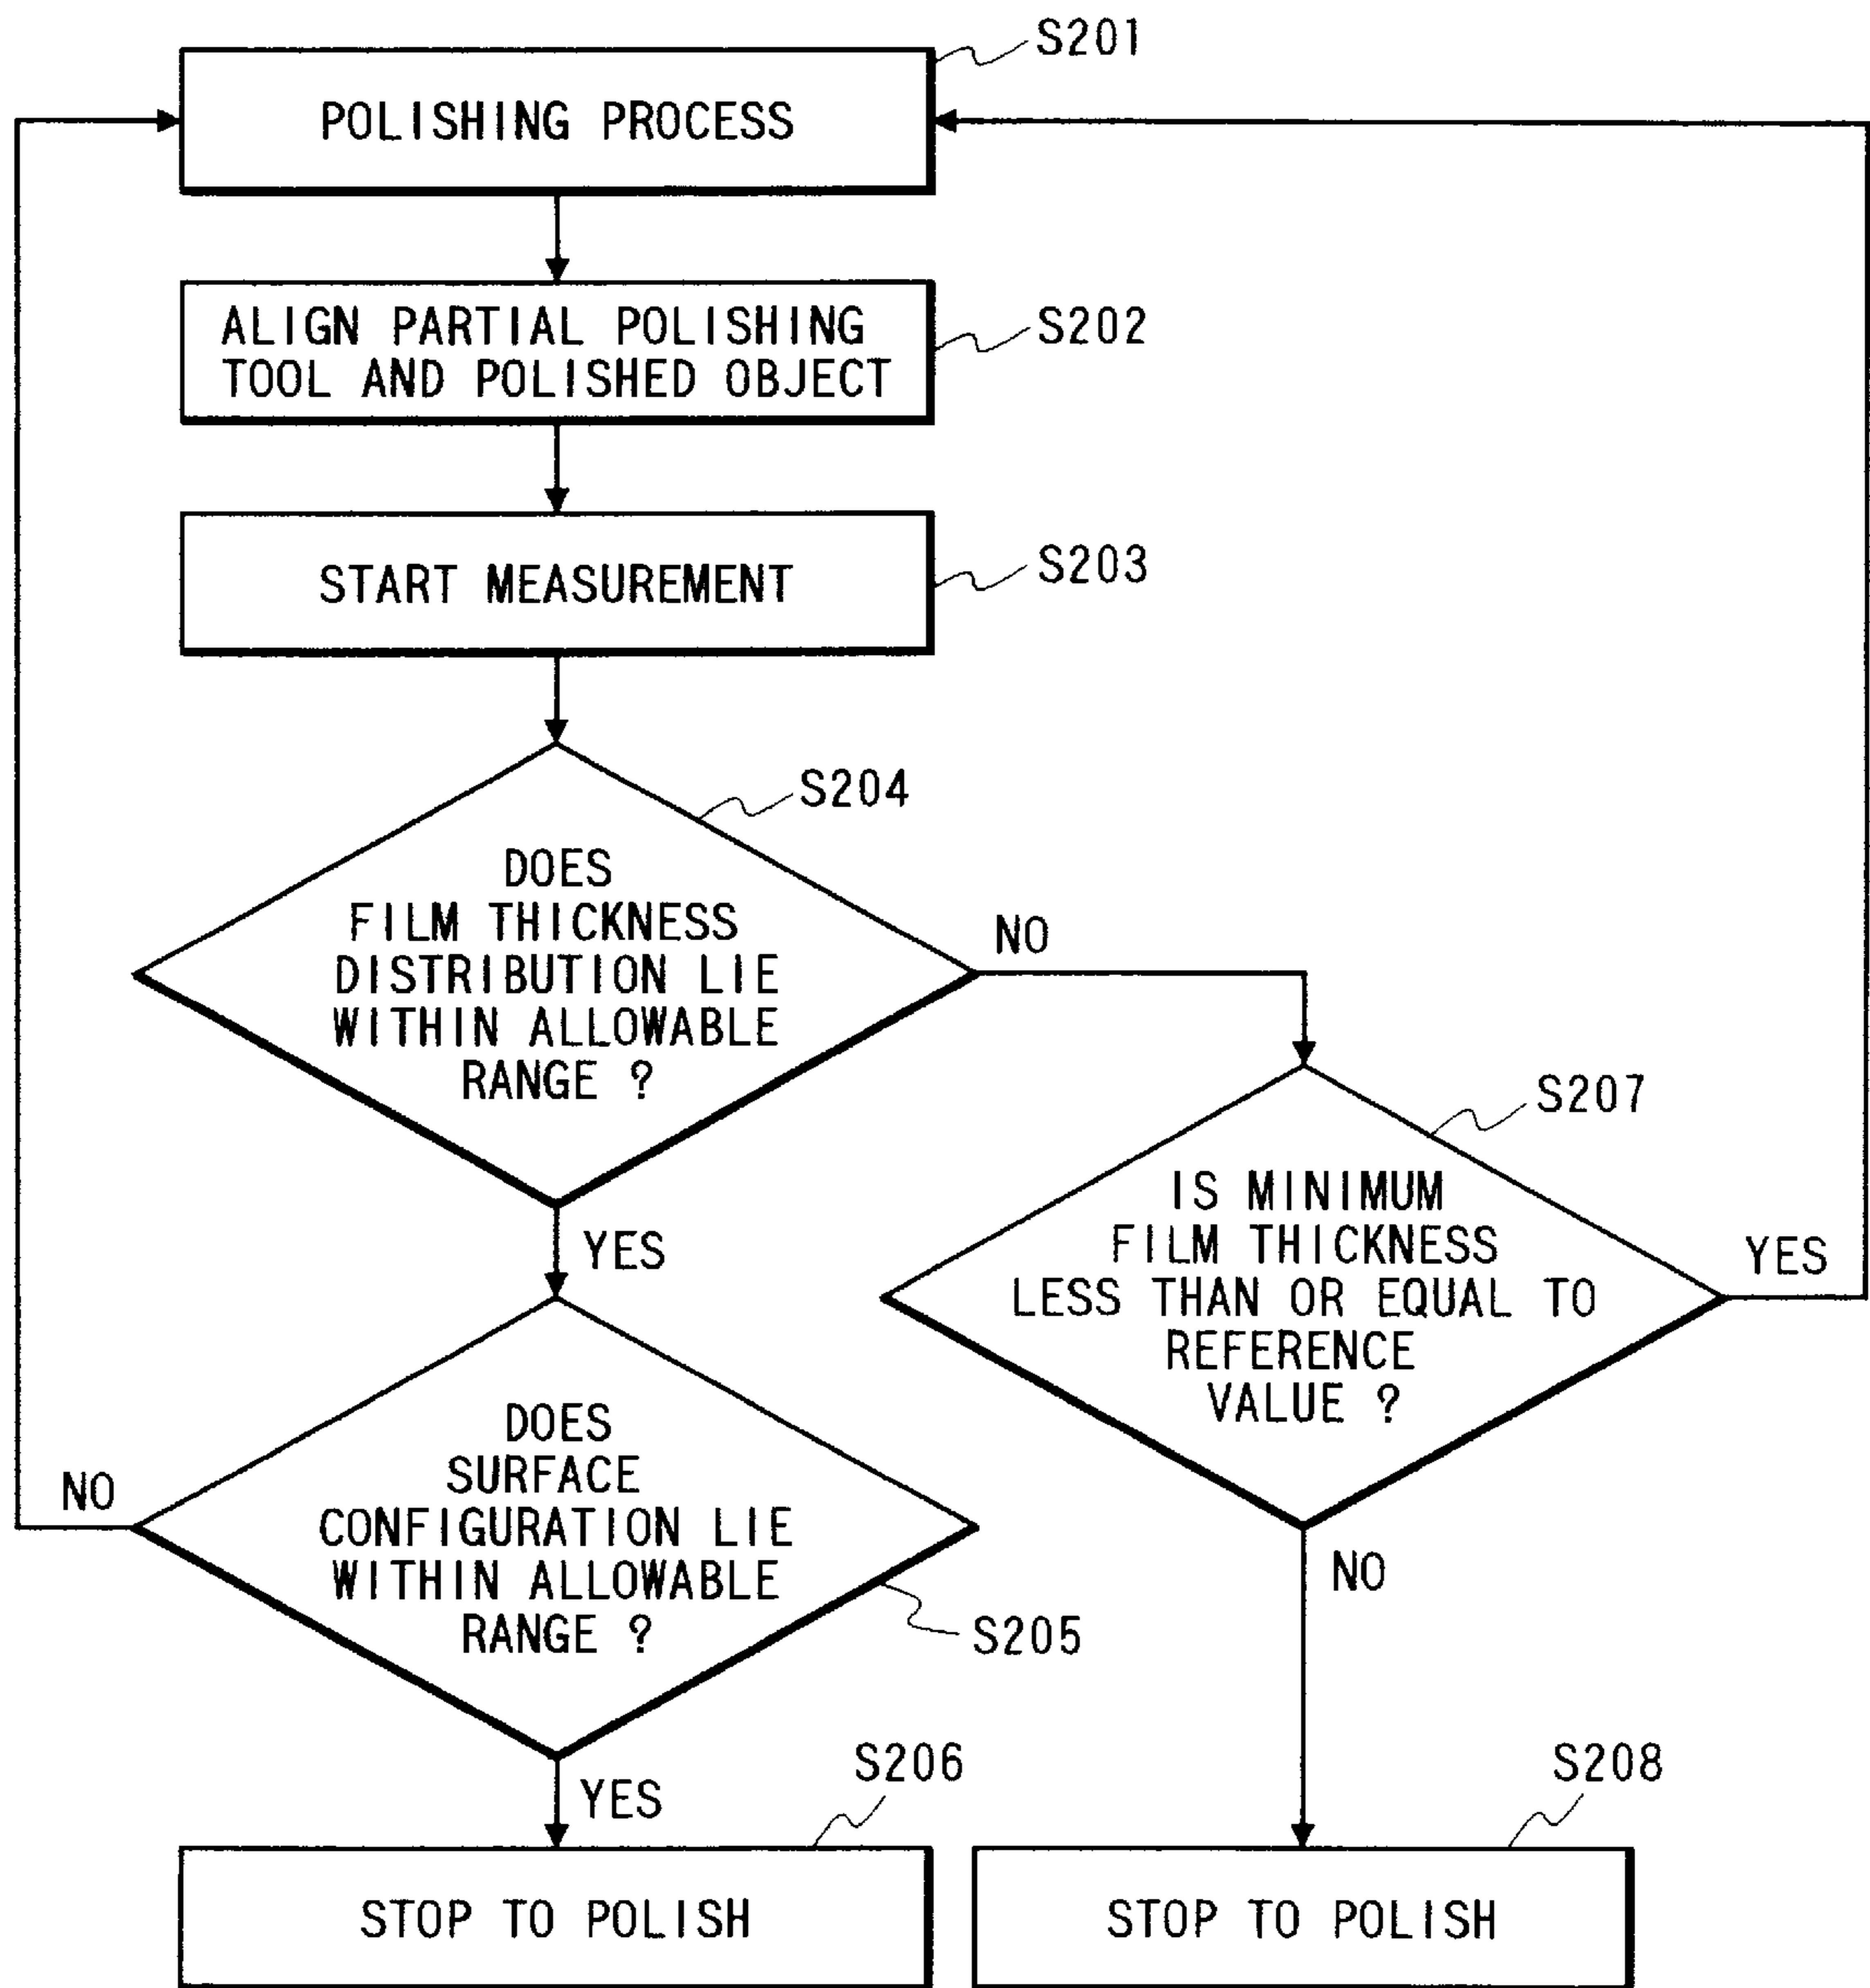 S201
POLISHING PROCESS
ALIGN PARTIAL POLISHING
TOOL AND POLISHED OBJECT
S202
START MEASUREMENT
S203
S204
DOES
FILM THICKNESS
DISTRIBUTION LIE
WITHIN ALLOWABLE
RANGE ?
NO
YES
S207
IS MINIMUM
FILM THICKNESS
LESS THAN OR EQUAL TO
REFERENCE
VALUE ?
YES
NO
DOES
SURFACE
CONFIGURATION LIE
WITHIN ALLOWABLE
RANGE ?
NO
S205
YES
S206
STOP TO POLISH
S208
STOP TO POLISH